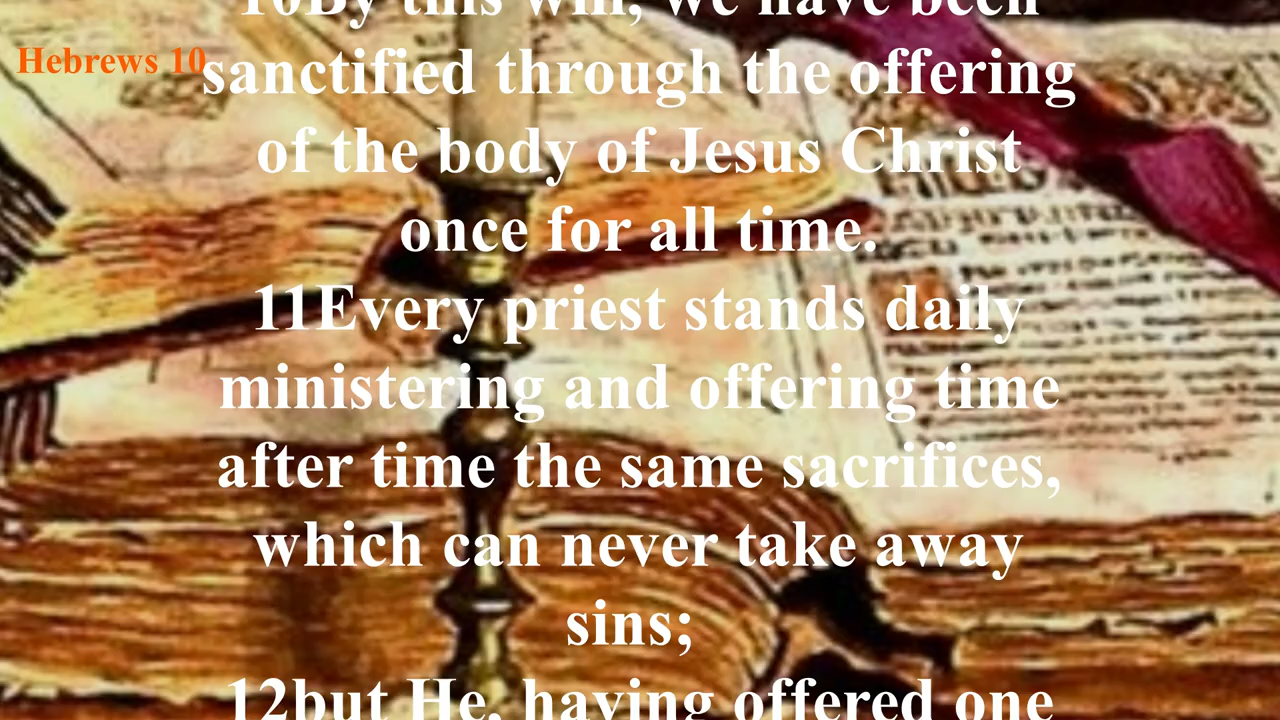 10By this will, we have been
Hebrews 10
sanctified through the offering
of the body of Jesus Christ
once for all time.
11Every priest stands daily
ministering and offering time
after time the same sacrifices,
which can never take away
sins;
12but He, having offered one